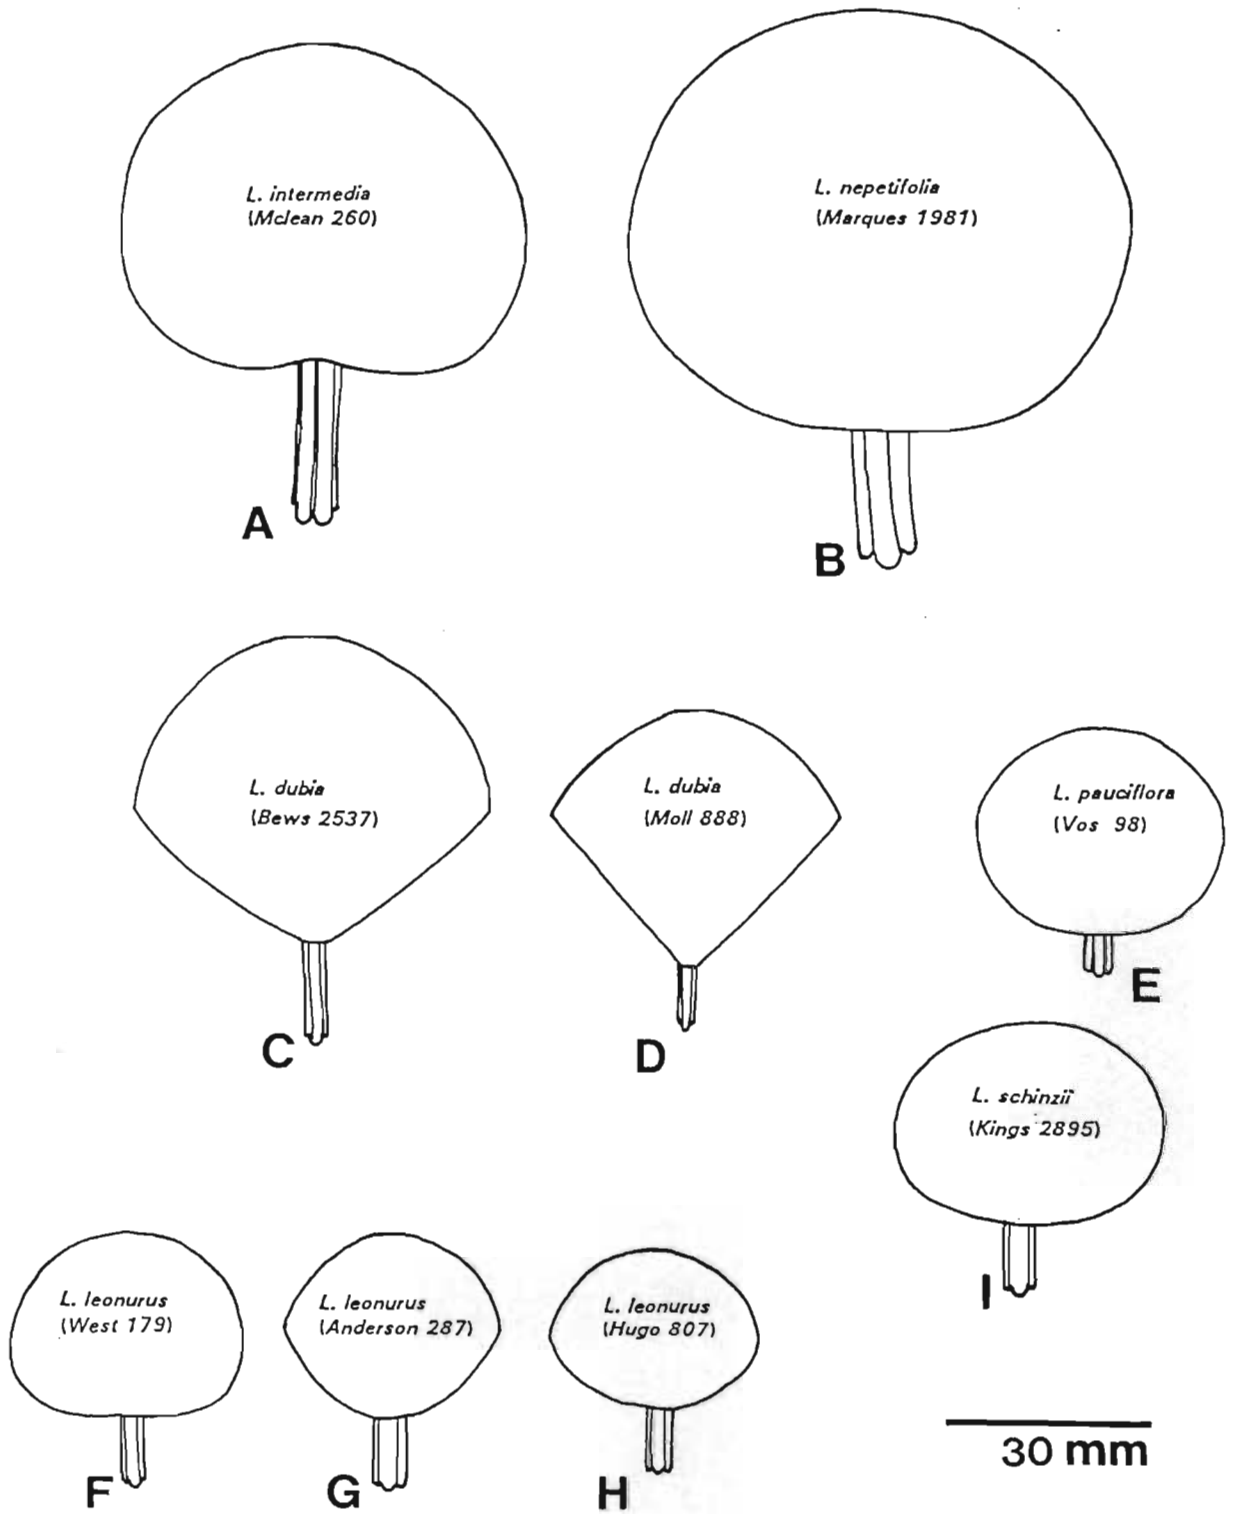 L. intermedia
(Mclean 260)
A
L. nepetifolia
(Marques 1981)
B
L. dubia
(Bews 2537)
C
L. dubia
(Moll 888)
D
L. pauciflora
(Vos 98)
E
L. schinzii
(Kings 2895)
I
L. leonurus
(West 179)
F
L. leonurus
(Anderson 287)
G
L. leonurus
(Hugo 807)
H
30 mm